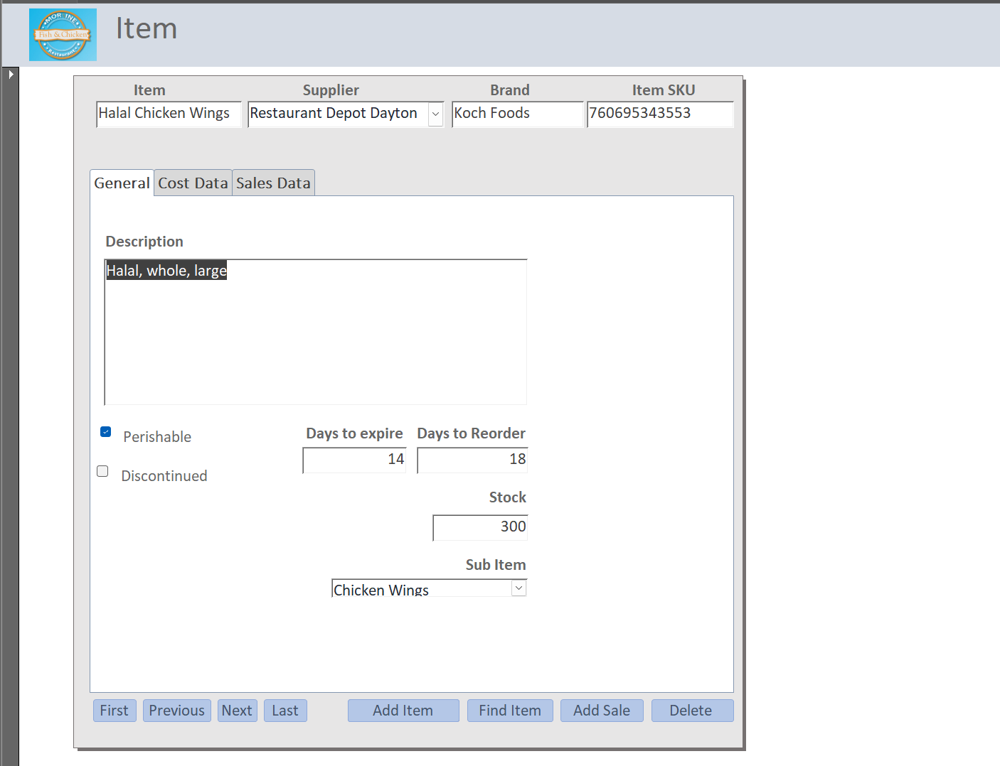 MOR INE
Fish & Chicken
Restaurant
Item
Item Supplier Brand Item SKU
Halal Chicken Wings Restaurant Depot Dayton Koch Foods 760695343553
General Cost Data Sales Data
Description
Halal, whole, large
Perishable Days to expire Days to Reorder
14 18
Discontinued
Stock
300
Sub Item
Chicken Wings
First Previous Next Last Add Item Find Item Add Sale Delete